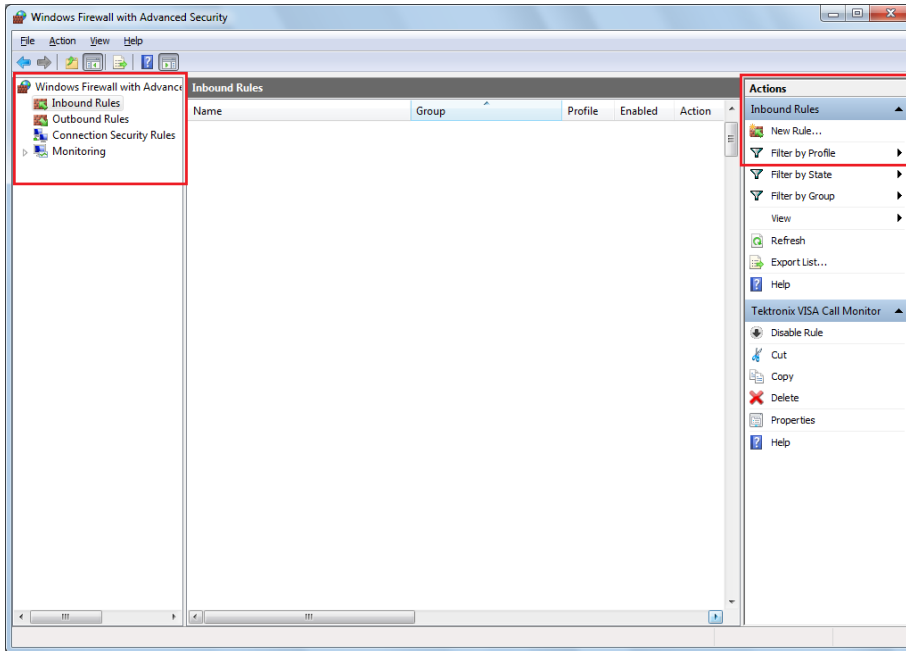 Windows Firewall with Advanced Security
File Action View Help
Windows Firewall with Advance
Inbound Rules
Outbound Rules
Connection Security Rules
Monitoring
Inbound Rules
Name Group Profile Enabled Action
Actions
Inbound Rules
New Rule...
Filter by Profile
Filter by State
Filter by Group
View
Refresh
Export List...
Help
Tektronix VISA Call Monitor
Disable Rule
Cut
Copy
Delete
Properties
Help